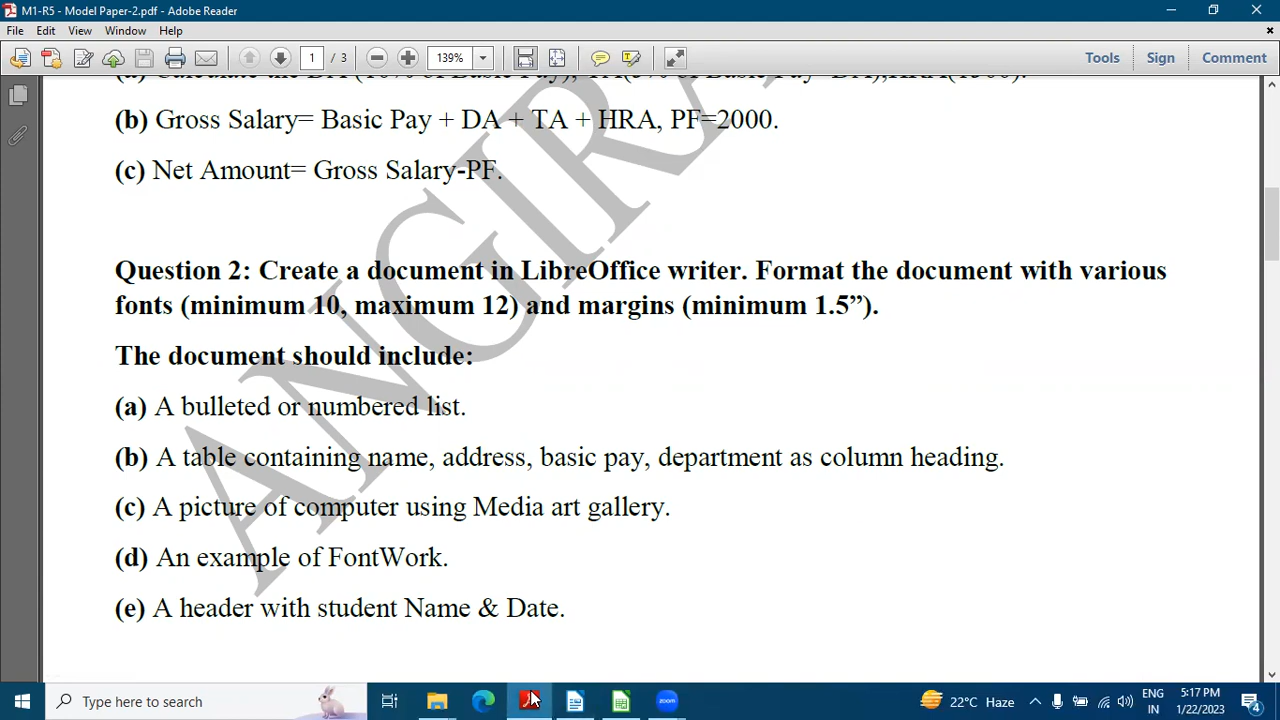 M1-R5 - Model Paper-2.pdf - Adobe Reader
File Edit View Window Help
1 / 3 139% Tools Sign Comment
(b) Gross Salary= Basic Pay + DA + TA + HRA, PF=2000.
(c) Net Amount= Gross Salary-PF.
Question 2: Create a document in LibreOffice writer. Format the document with various
fonts (minimum 10, maximum 12) and margins (minimum 1.5”).
The document should include:
(a) A bulleted or numbered list.
(b) A table containing name, address, basic pay, department as column heading.
(c) A picture of computer using Media art gallery.
(d) An example of FontWork.
(e) A header with student Name & Date.
Type here to search
zoom
22°C Haze
ENG
IN
5:17 PM
1/22/2023
4